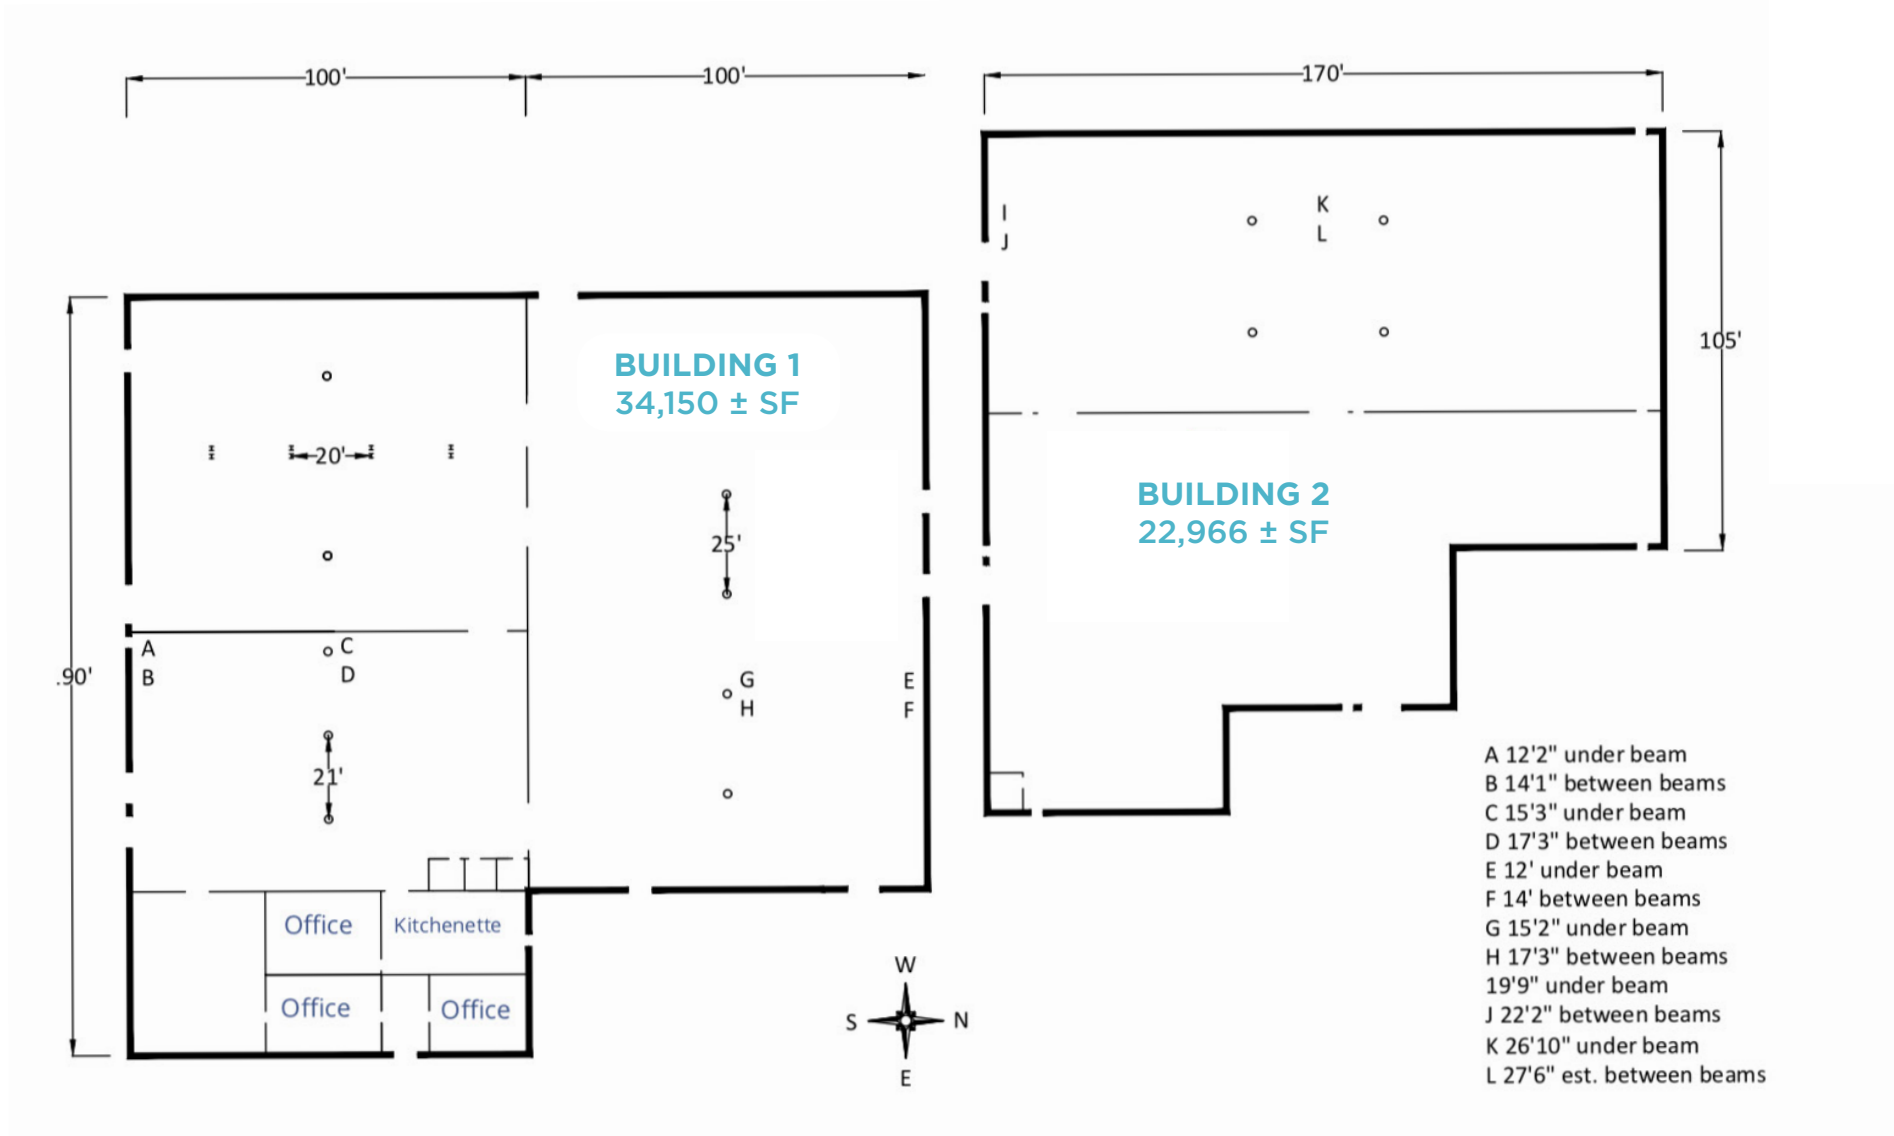 100'
100'
170'
I
J
K
L
105'
BUILDING 1
34,150 ± SF
20'
BUILDING 2
22,966 ± SF
25'
A
B
C
D
.90'
G
H
E
F
21'
Office
Kitchenette
Office
Office
W
S
N
E
A 12'2" under beam
B 14'1" between beams
C 15'3" under beam
D 17'3" between beams
E 12' under beam
F 14' between beams
G 15'2" under beam
H 17'3" between beams
19'9" under beam
J 22'2" between beams
K 26'10" under beam
L 27'6" est. between beams